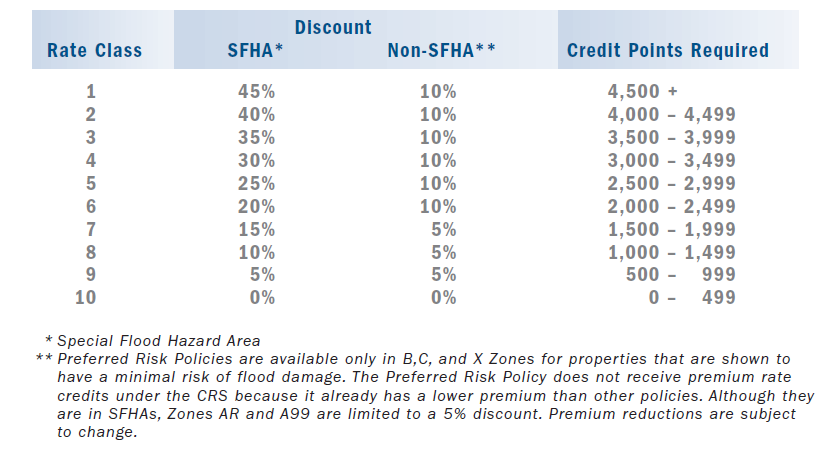 Discount
Rate Class SFHA* Non-SFHA** Credit Points Required
1 45% 10% 4,500 +
2 40% 10% 4,000 – 4,499
3 35% 10% 3,500 – 3,999
4 30% 10% 3,000 – 3,499
5 25% 10% 2,500 – 2,999
6 20% 10% 2,000 – 2,499
7 15% 5% 1,500 – 1,999
8 10% 5% 1,000 – 1,499
9 5% 5% 500 – 999
10 0% 0% 0 – 499
* Special Flood Hazard Area
** Preferred Risk Policies are available only in B,C, and X Zones for properties that are shown to
have a minimal risk of flood damage. The Preferred Risk Policy does not receive premium rate
credits under the CRS because it already has a lower premium than other policies. Although they
are in SFHAs, Zones AR and A99 are limited to a 5% discount. Premium reductions are subject
to change.